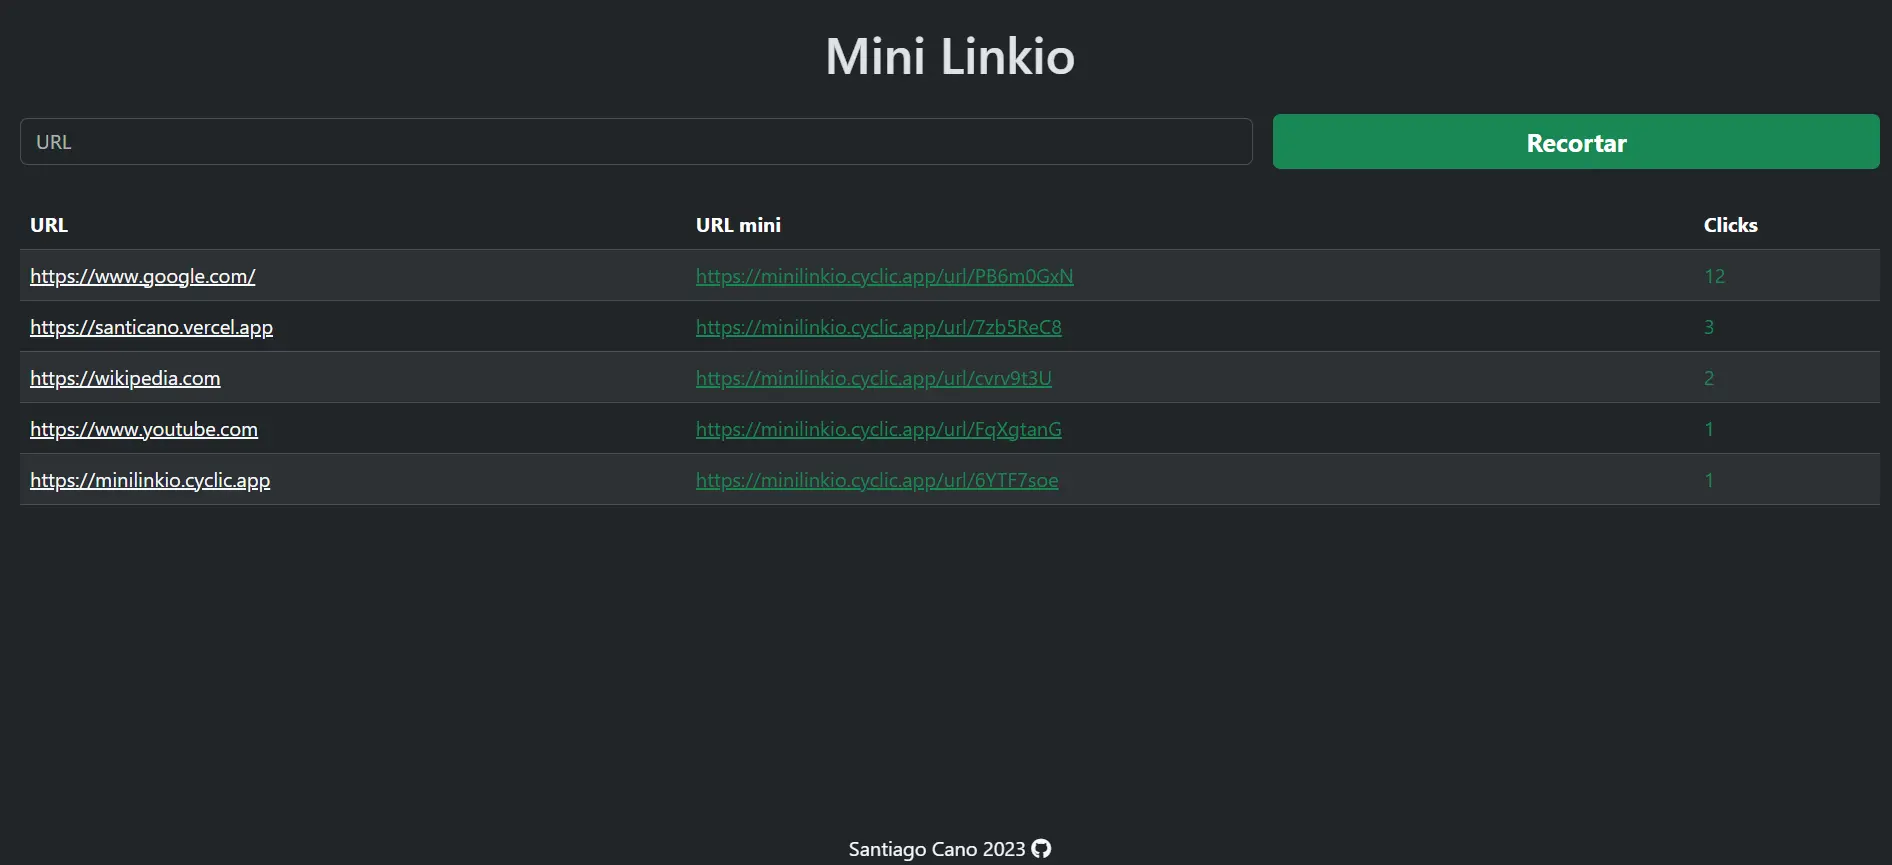 Mini Linkio
URL Recortar
URL URL mini Clicks
https://www.google.com/ https://minilinkio.cyclic.app/url/PB6m0GxN 12
https://santicano.vercel.app https://minilinkio.cyclic.app/url/7zb5ReC8 3
https://wikipedia.com https://minilinkio.cyclic.app/url/cvrv9t3U 2
https://www.youtube.com https://minilinkio.cyclic.app/url/FqXgtanG 1
https://minilinkio.cyclic.app https://minilinkio.cyclic.app/url/6YTF7soe 1
Santiago Cano 2023